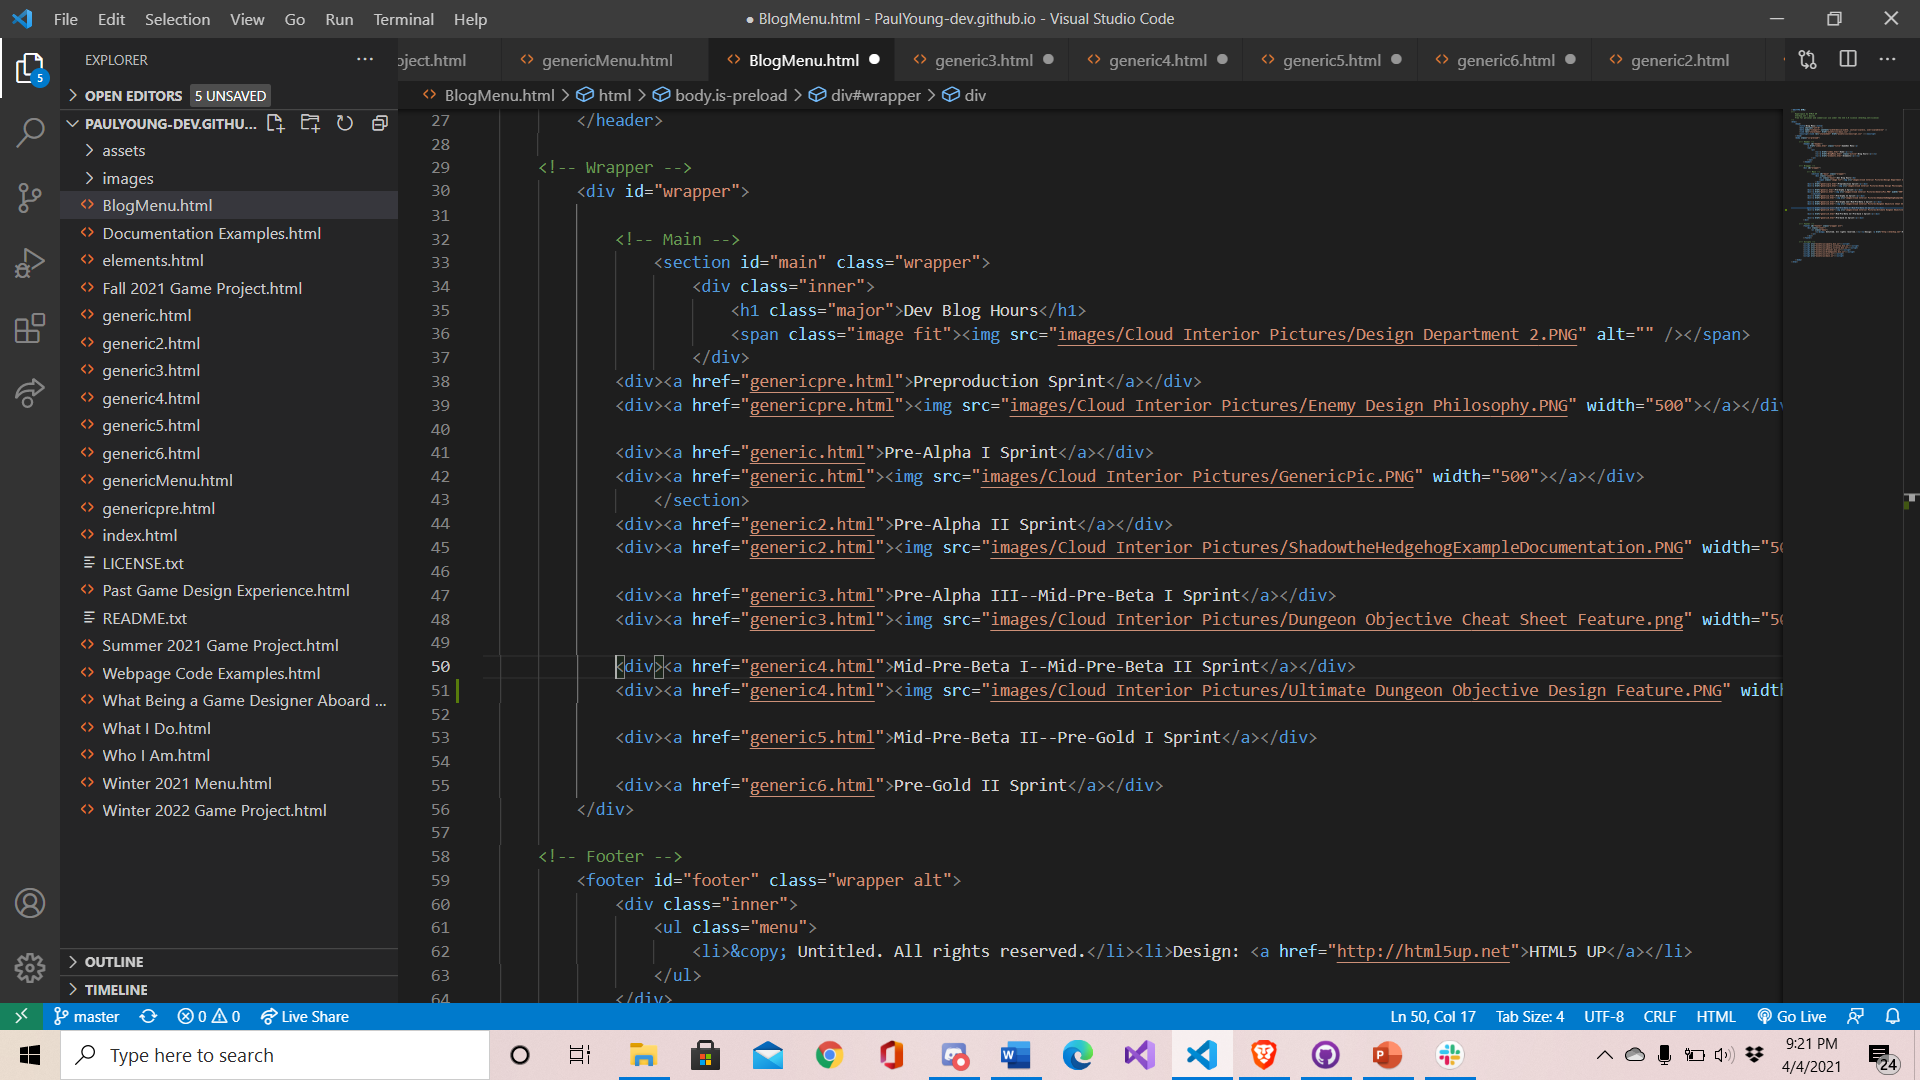 File Edit Selection View Go Run Terminal Help
● BlogMenu.html - PaulYoung-dev.github.io - Visual Studio Code
EXPLORER
oject.html genericMenu.html BlogMenu.html generic3.html generic4.html generic5.html generic6.html generic2.html
5
OPEN EDITORS 5 UNSAVED
PAULYOUNG-DEV.GITHU...
assets
images
BlogMenu.html
Documentation Examples.html
elements.html
Fall 2021 Game Project.html
generic.html
generic2.html
generic3.html
generic4.html
generic5.html
generic6.html
genericMenu.html
genericpre.html
index.html
LICENSE.txt
Past Game Design Experience.html
README.txt
Summer 2021 Game Project.html
Webpage Code Examples.html
What Being a Game Designer Aboard ...
What I Do.html
Who I Am.html
Winter 2021 Menu.html
Winter 2022 Game Project.html
OUTLINE
TIMELINE
BlogMenu.html > html > body.is-preload > div#wrapper > div
27 </header>
28
29 <!-- Wrapper -->
30 <div id="wrapper">
31
32 <!-- Main -->
33 <section id="main" class="wrapper">
34 <div class="inner">
35 <h1 class="major">Dev Blog Hours</h1>
36 <span class="image fit"><img src="images/Cloud Interior Pictures/Design Department 2.PNG" alt="" /></span>
37 </div>
38 <div><a href="genericpre.html">Preproduction Sprint</a></div>
39 <div><a href="genericpre.html"><img src="images/Cloud Interior Pictures/Enemy Design Philosophy.PNG" width="500"></a></div
40
41 <div><a href="generic.html">Pre-Alpha I Sprint</a></div>
42 <div><a href="generic.html"><img src="images/Cloud Interior Pictures/GenericPic.PNG" width="500"></a></div>
43 </section>
44 <div><a href="generic2.html">Pre-Alpha II Sprint</a></div>
45 <div><a href="generic2.html"><img src="images/Cloud Interior Pictures/ShadowtheHedgehogExampleDocumentation.PNG" width="50
46
47 <div><a href="generic3.html">Pre-Alpha III--Mid-Pre-Beta I Sprint</a></div>
48 <div><a href="generic3.html"><img src="images/Cloud Interior Pictures/Dungeon Objective Cheat Sheet Feature.png" width="50
49
50 <div><a href="generic4.html">Mid-Pre-Beta I--Mid-Pre-Beta II Sprint</a></div>
51 <div><a href="generic4.html"><img src="images/Cloud Interior Pictures/Ultimate Dungeon Objective Design Feature.PNG" widt
52
53 <div><a href="generic5.html">Mid-Pre-Beta II--Pre-Gold I Sprint</a></div>
54
55 <div><a href="generic6.html">Pre-Gold II Sprint</a></div>
56 </div>
57
58 <!-- Footer -->
59 <footer id="footer" class="wrapper alt">
60 <div class="inner">
61 <ul class="menu">
62 <li>&copy; Untitled. All rights reserved.</li><li>Design: <a href="http://html5up.net">HTML5 UP</a></li>
63 </ul>
64 </div>
master 0 0 Live Share Ln 50, Col 17 Tab Size: 4 UTF-8 CRLF HTML Go Live
Type here to search
9:21 PM
4/4/2021
24